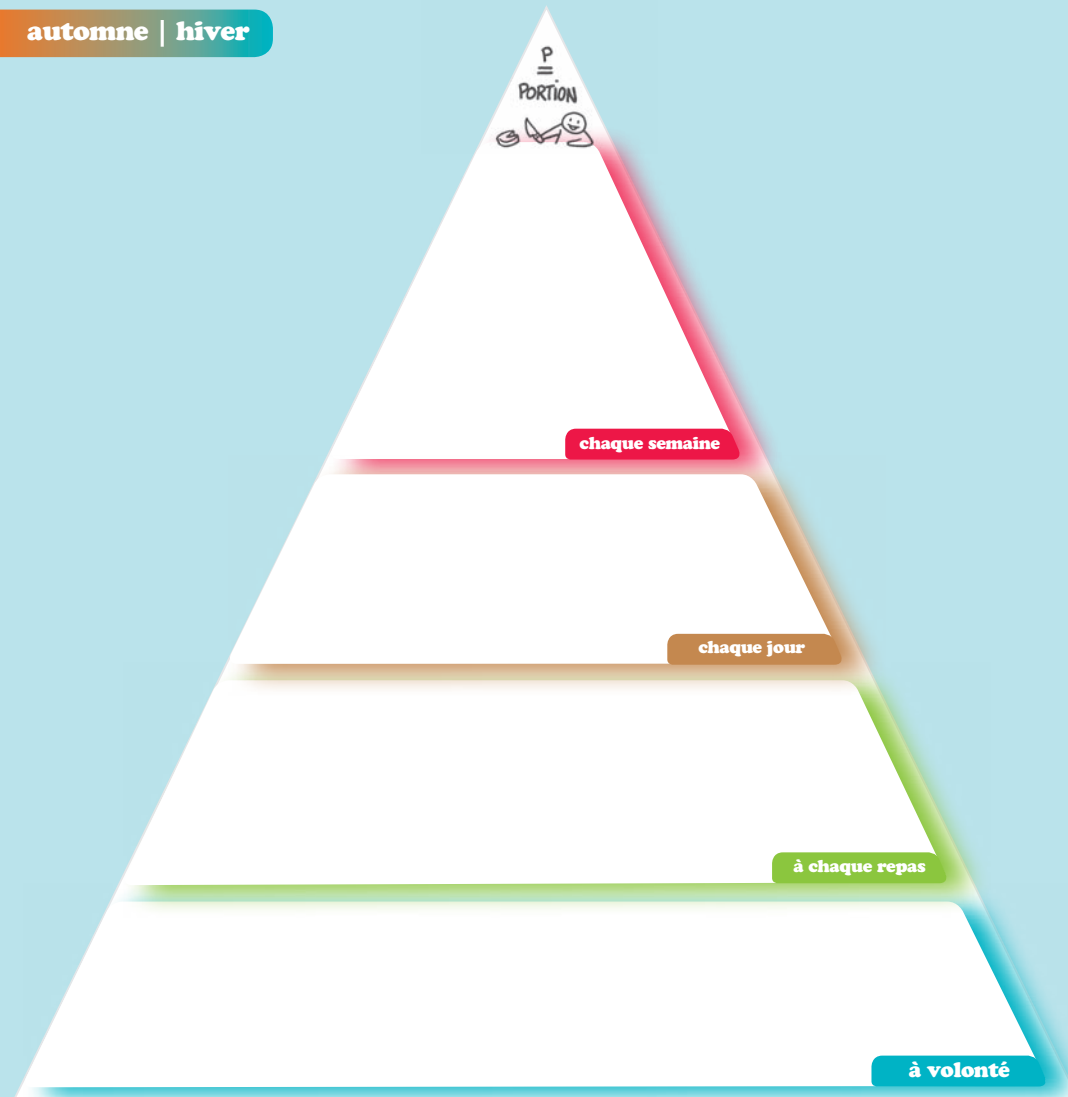 automne | hiver
P
=
PORTION
chaque semaine
chaque jour
à chaque repas
à volonté